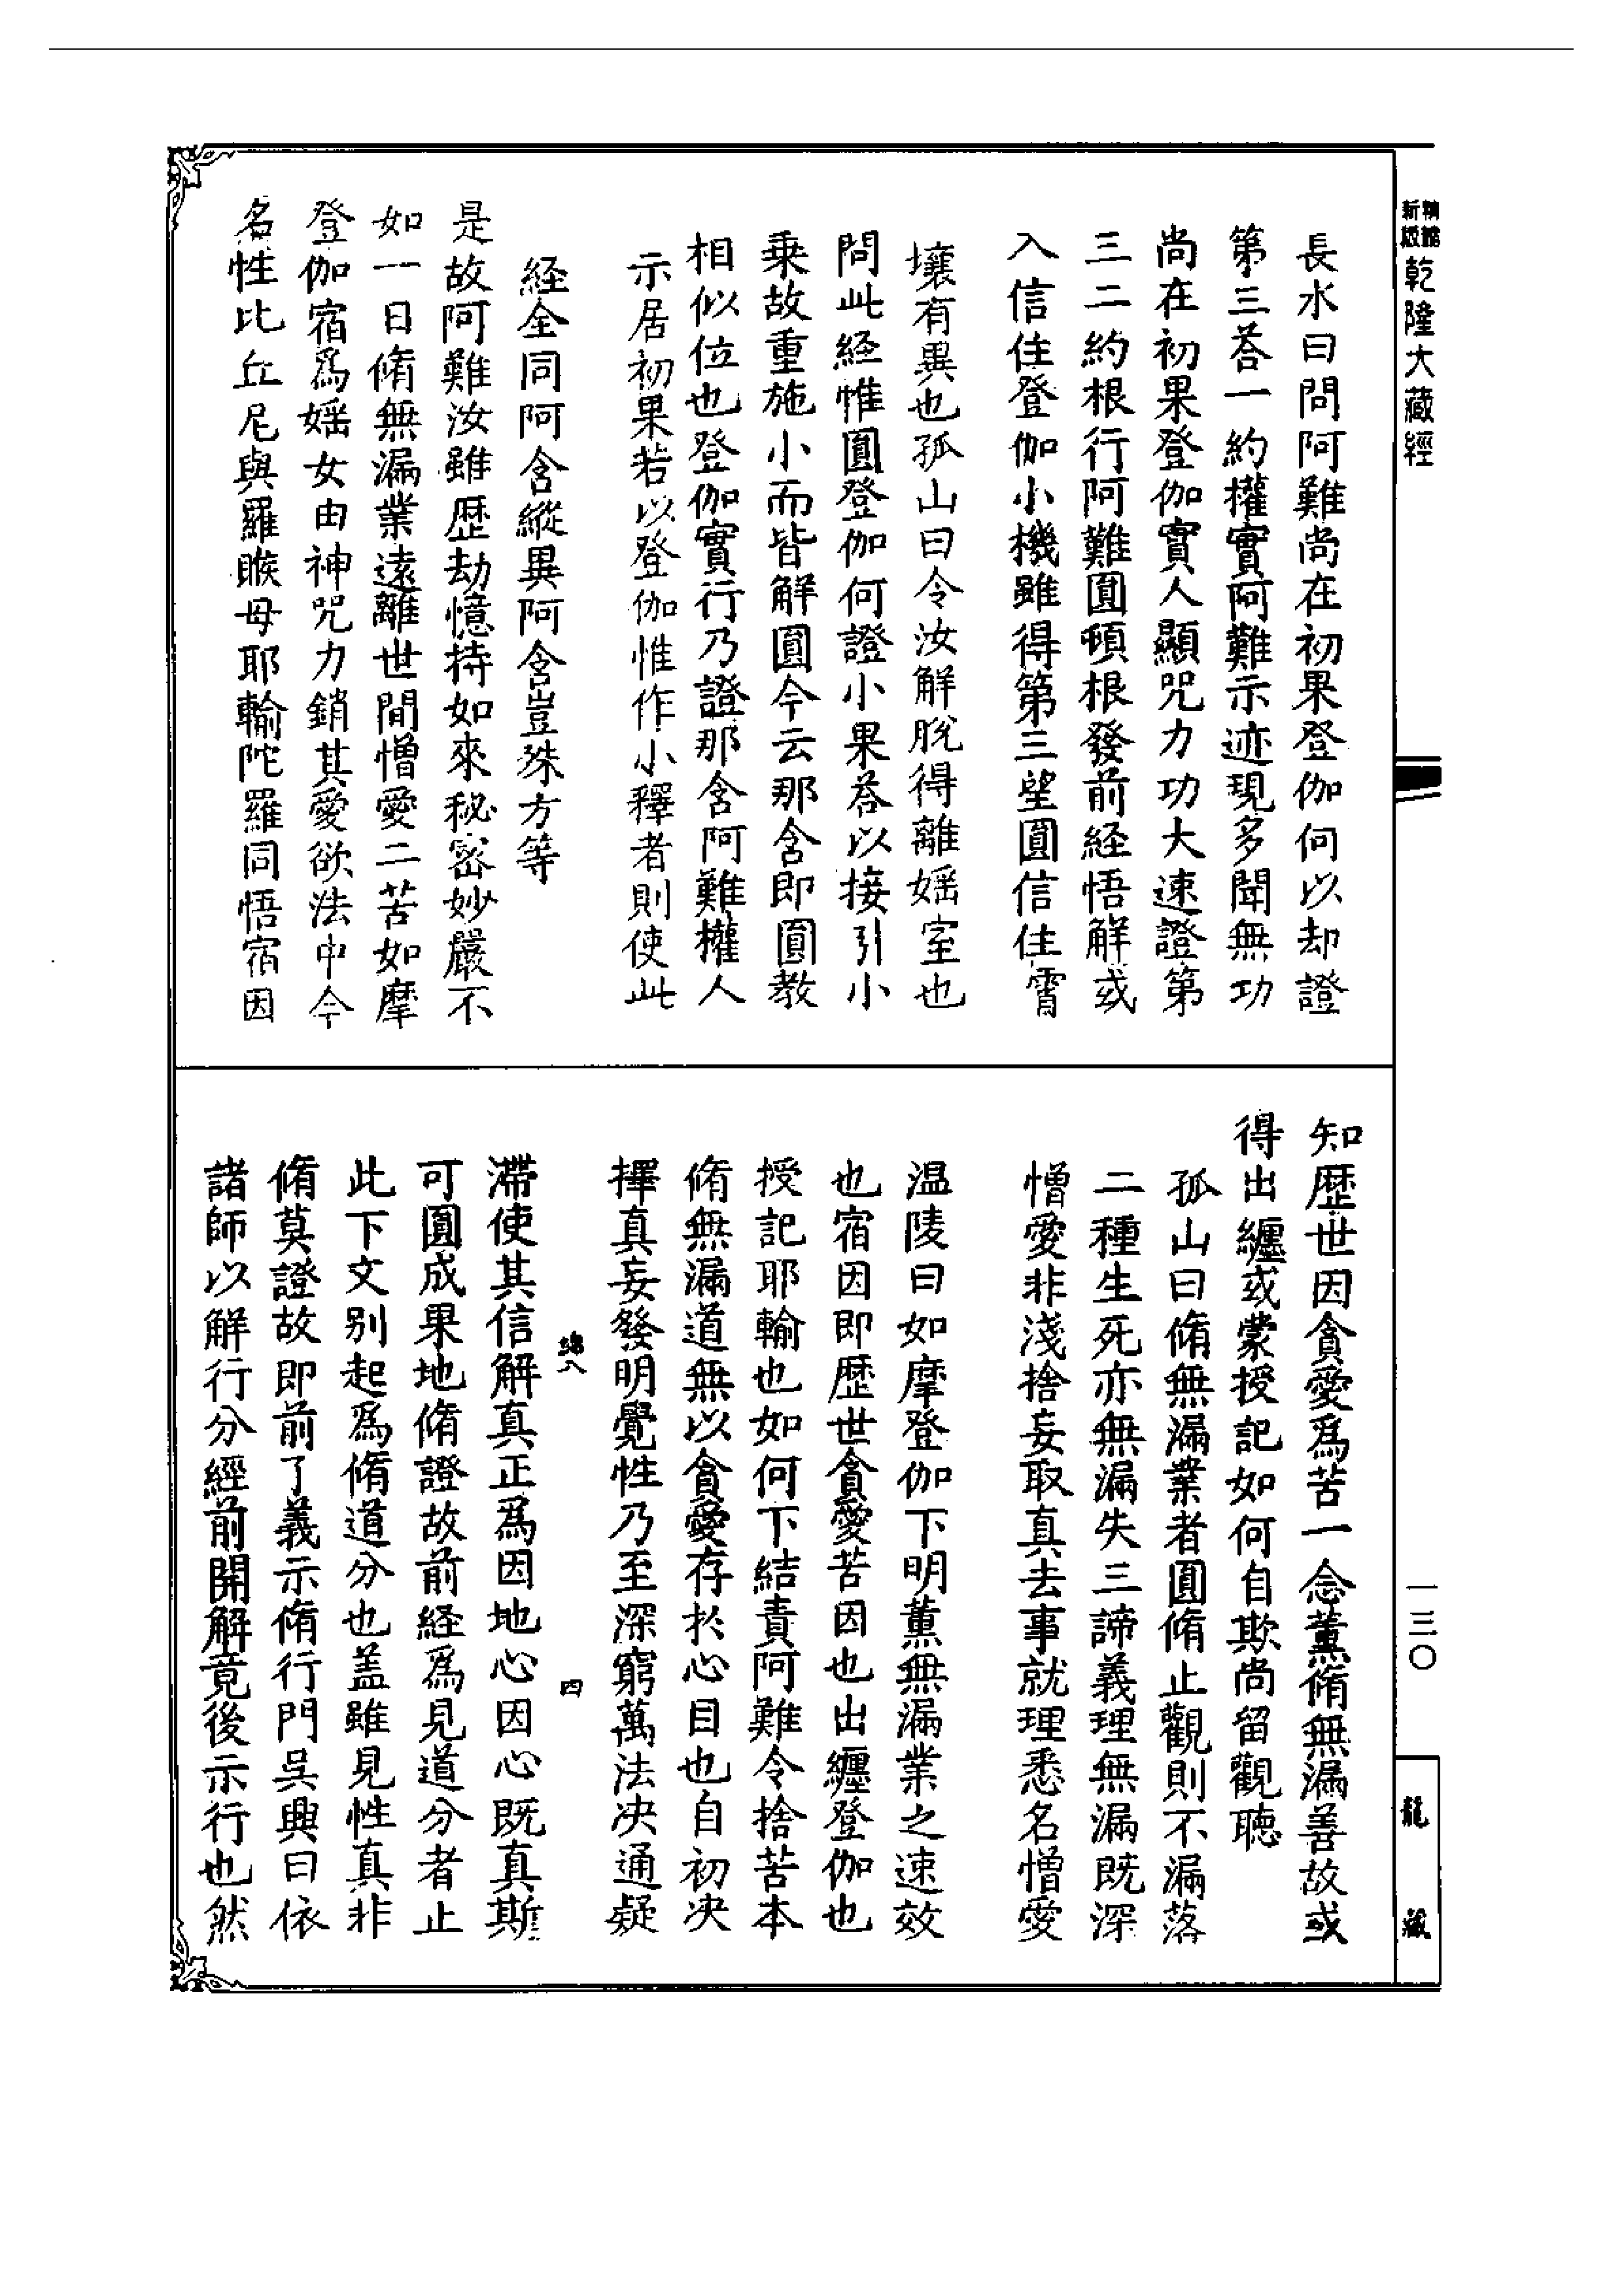 新精
版縮
乾隆大藏經
長水曰問阿難尚在初果登伽何以却證
第三荅一約權實阿難示迹現多聞無功
尚在初果登伽實人顯咒力功大速證第
三二約根行阿難圓頓根發前経悟解或
入信住登伽小機雖得第三望圓信住霄
壤有異也孤山曰令汝解脫得離婬室也
問此経惟圓登伽何證小果荅以接引小
乗故重施小而皆解圓今云那含即圓教
相似位也登伽實行乃證那含阿難權人
示居初果若以登伽惟作小釋者則使此
経全同阿含縱異阿含豈殊方等
是故阿難汝雖歴劫憶持如來秘密妙嚴不
如一日脩無漏業遠離世間憎愛二苦如摩
登伽宿爲婬女由神咒力銷其愛欲法中今
名性比丘尼與羅睺母耶輸陀羅同悟宿因
知歴世因貪愛爲苦一念薰脩無漏善故或
得出纏或蒙授記如何自欺尚留觀聴
孤山曰脩無漏業者圓脩止觀則不漏落
二種生死亦無漏失三諦義理無漏既深
憎愛非淺捨妄取真去事就理悉名憎愛
温陵曰如摩登伽下明薰無漏業之速效
也宿因即歴世貪愛苦因也出纏登伽也
授記耶輸也如何下結責阿難令捨苦本
脩無漏道無以貪愛存扵心目也自初决
擇真妄發明覺性乃至深窮萬法决通疑
八
四
滯使其信解真正爲因地心因心既真斯
可圓成果地脩證故前経爲見道分者止
此下文别起爲脩道分也盖雖見性真非
脩莫證故即前了義示脩行門吳興曰依
諸師以解行分經前開解竟後示行也然
一三〇
龍藏